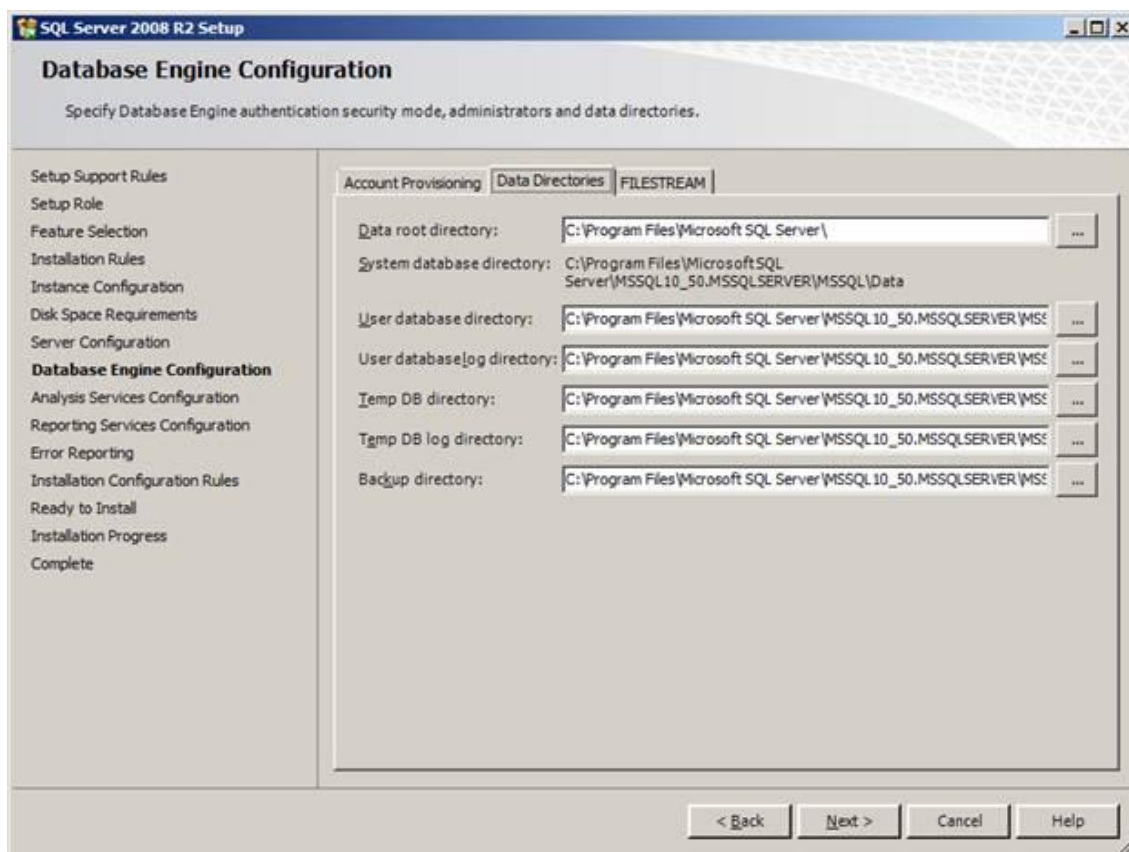 SQL Server 2008 R2 Setup
Database Engine Configuration
Specify Database Engine authentication security mode, administrators and data directories.
Setup Support Rules
Setup Role
Feature Selection
Installation Rules
Instance Configuration
Disk Space Requirements
Server Configuration
Database Engine Configuration
Analysis Services Configuration
Reporting Services Configuration
Error Reporting
Installation Configuration Rules
Ready to Install
Installation Progress
Complete
Account Provisioning Data Directories FILESTREAM
Data root directory: C:\Program Files\Microsoft SQL Server\ ...
System database directory: C:\Program Files\Microsoft SQL
Server\MSSQL10_50.MSSQLSERVER\MSSQL\Data
User database directory: C:\Program Files\Microsoft SQL Server\MSSQL10_50.MSSQLSERVER\MSS ...
User database log directory: C:\Program Files\Microsoft SQL Server\MSSQL10_50.MSSQLSERVER\MSS ...
Temp DB directory: C:\Program Files\Microsoft SQL Server\MSSQL10_50.MSSQLSERVER\MSS ...
Temp DB log directory: C:\Program Files\Microsoft SQL Server\MSSQL10_50.MSSQLSERVER\MSS ...
Backup directory: C:\Program Files\Microsoft SQL Server\MSSQL10_50.MSSQLSERVER\MSS ...
< Back Next > Cancel Help